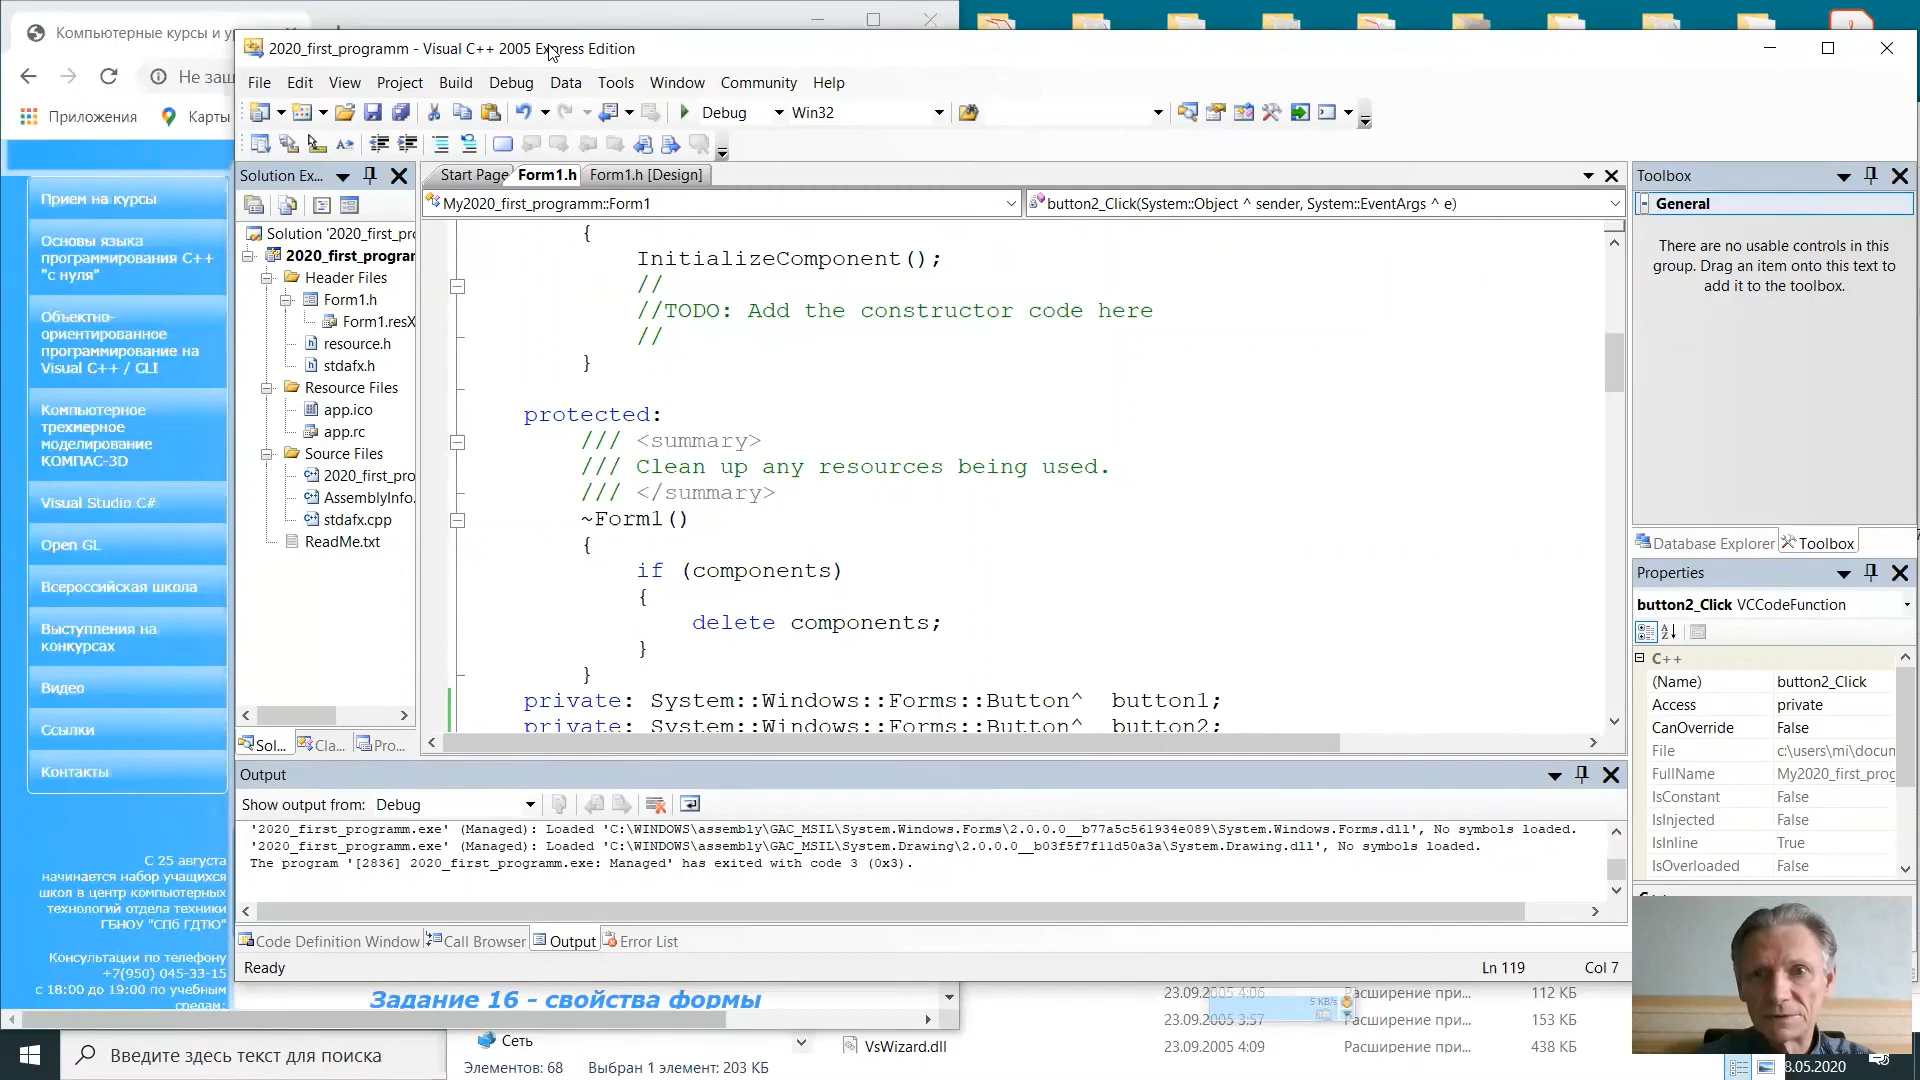 Компьютерные курсы и у
Не заш
Приложения
Карты
Прием на курсы
Основы языка
программирования C++
"с нуля"
Объектно-
ориентированное
программирование на
Visual C++ / CLI
Компьютерное
трехмерное
моделирование
КОМПАС-3D
Visual Studio C#
Open GL
Всероссийская школа
Выступления на
конкурсах
Видео
Ссылки
Контакты
С 25 августа
начинается набор учащихся
школ в центр компьютерных
технологий отдела техники
ГБНОУ "СПб ГДТЮ"
Консультации по телефону
+7(950) 045-33-15
с 18:00 до 19:00 по учебным
средам:
2020_first_programm - Visual C++ 2005 Express Edition
File Edit View Project Build Debug Data Tools Window Community Help
Debug Win32
Solution Ex...
Solution '2020_first_pro
2020_first_program
Header Files
Form1.h
Form1.resX
resource.h
stdafx.h
Resource Files
app.ico
app.rc
Source Files
2020_first_pro
AssemblyInfo.
stdafx.cpp
ReadMe.txt
Sol... Cla... Pro...
Start Page Form1.h Form1.h [Design]
My2020_first_programm::Form1 button2_Click(System::Object ^ sender, System::EventArgs ^ e)
{
InitializeComponent();
//
//TODO: Add the constructor code here
//
}
protected:
/// <summary>
/// Clean up any resources being used.
/// </summary>
~Form1()
{
if (components)
{
delete components;
}
}
private: System::Windows::Forms::Button^ button1;
private: System::Windows::Forms::Button^ button2;
Toolbox
General
There are no usable controls in this
group. Drag an item onto this text to
add it to the toolbox.
Database Explorer Toolbox
Properties
button2_Click VCCodeFunction
C++
(Name) button2_Click
Access private
CanOverride False
File c:\users\mi\docum
FullName My2020_first_prog
IsConstant False
IsInjected False
IsInline True
IsOverloaded False
Output
Show output from: Debug
'2020_first_programm.exe' (Managed): Loaded 'C:\WINDOWS\assembly\GAC_MSIL\System.Windows.Forms\2.0.0.0__b77a5c561934e089\System.Windows.Forms.dll', No symbols loaded.
'2020_first_programm.exe' (Managed): Loaded 'C:\WINDOWS\assembly\GAC_MSIL\System.Drawing\2.0.0.0__b03f5f7f11d50a3a\System.Drawing.dll', No symbols loaded.
The program '[2836] 2020_first_programm.exe: Managed' has exited with code 3 (0x3).
Code Definition Window Call Browser Output Error List
Ready Ln 119 Col 7
Задание 16 - свойства формы
23.09.2005 4:06 Расширение при... 112 КБ
5 KB/s
23.09.2005 3:57 Расширение при... 153 КБ
VsWizard.dll 23.09.2005 4:09 Расширение при... 438 КБ
Сеть
Элементов: 68 Выбран 1 элемент: 203 КБ
Введите здесь текст для поиска
8.05.2020